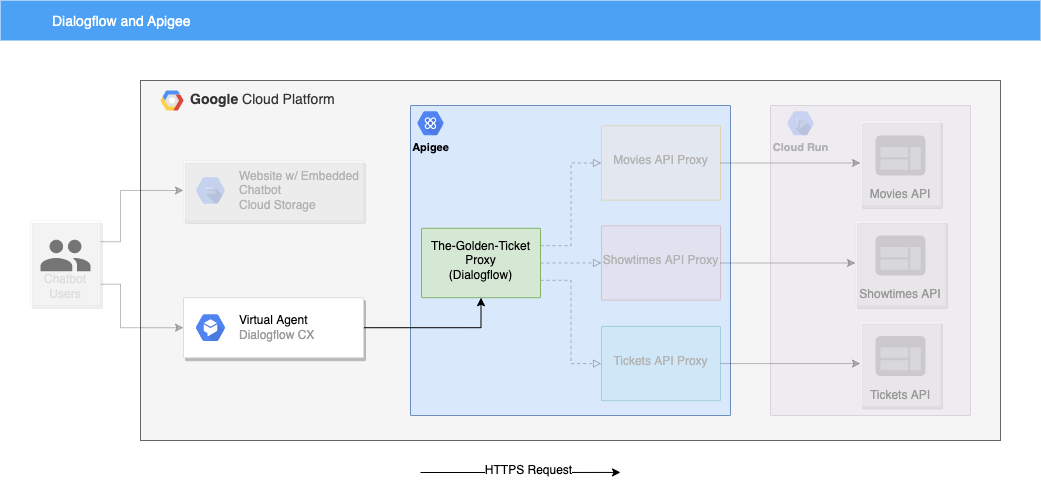 Dialogflow and Apigee
Google Cloud Platform
Apigee
Cloud Run
Website w/ Embedded
Chatbot
Cloud Storage
Movies API Proxy
Movies API
Chatbot
Users
The-Golden-Ticket
Proxy
(Dialogflow)
Showtimes API Proxy
Showtimes API
Virtual Agent
Dialogflow CX
Tickets API Proxy
Tickets API
HTTPS Request